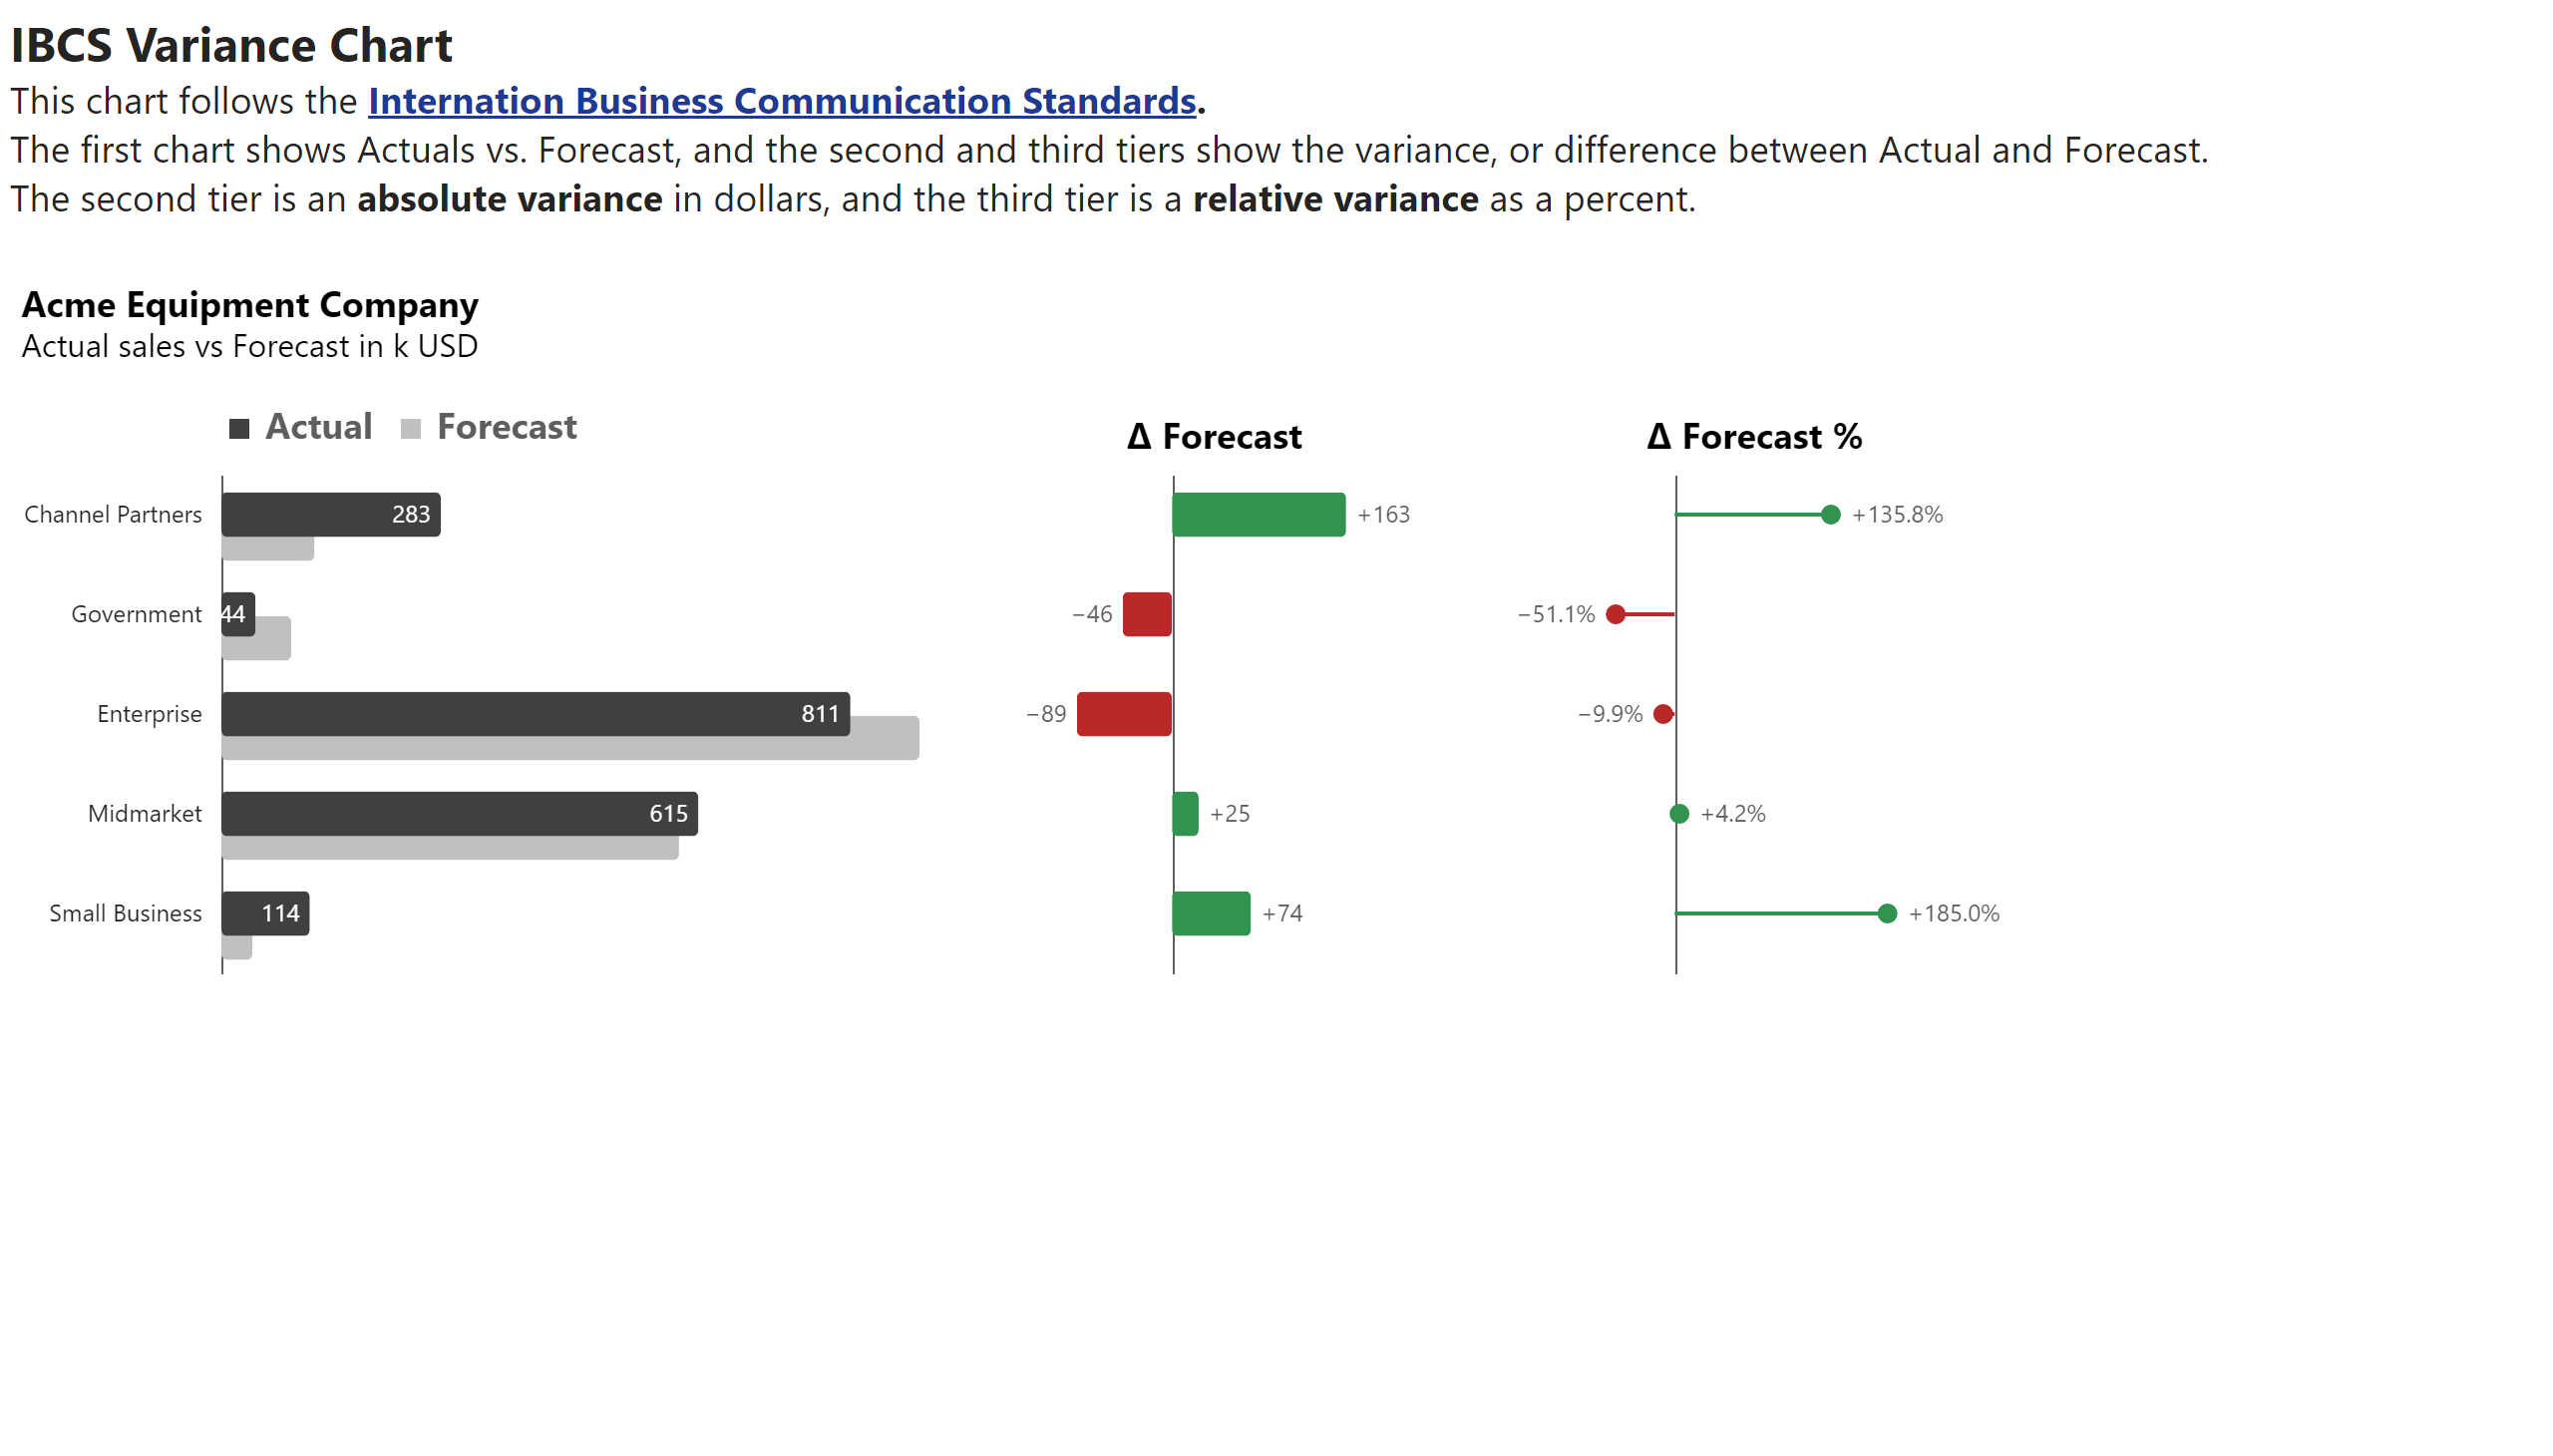 IBCS Variance Chart
This chart follows the Internation Business Communication Standards.
The first chart shows Actuals vs. Forecast, and the second and third tiers show the variance, or difference between Actual and Forecast.
The second tier is an absolute variance in dollars, and the third tier is a relative variance as a percent.
Acme Equipment Company
Actual sales vs Forecast in k USD
Actual Forecast
Δ Forecast
Δ Forecast %
Channel Partners 283 +163 +135.8%
Government 44 −46 −51.1%
Enterprise 811 −89 −9.9%
Midmarket 615 +25 +4.2%
Small Business 114 +74 +185.0%